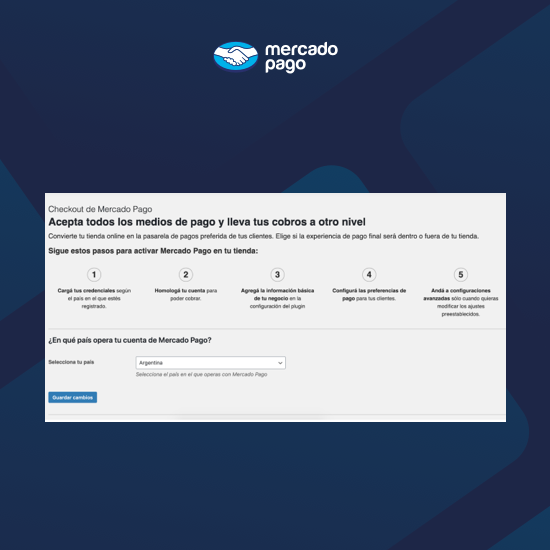 mercado
pago
Checkout de Mercado Pago
Acepta todos los medios de pago y lleva tus cobros a otro nivel
Convierte tu tienda online en la pasarela de pagos preferida de tus clientes. Elige si la experiencia de pago final será dentro o fuera de tu tienda.
Sigue estos pasos para activar Mercado Pago en tu tienda:
1
Cargá tus credenciales según
el país en el que estés
registrado.
2
Homologá tu cuenta para
poder cobrar.
3
Agregá la información básica
de tu negocio en la
configuración del plugin
4
Configurá las preferencias de
pago para tus clientes.
5
Andá a configuraciones
avanzadas sólo cuando quieras
modificar los ajustes
preestablecidos.
¿En qué país opera tu cuenta de Mercado Pago?
Selecciona tu país
Argentina
Selecciona el país en el que operas con Mercado Pago
Guardar cambios